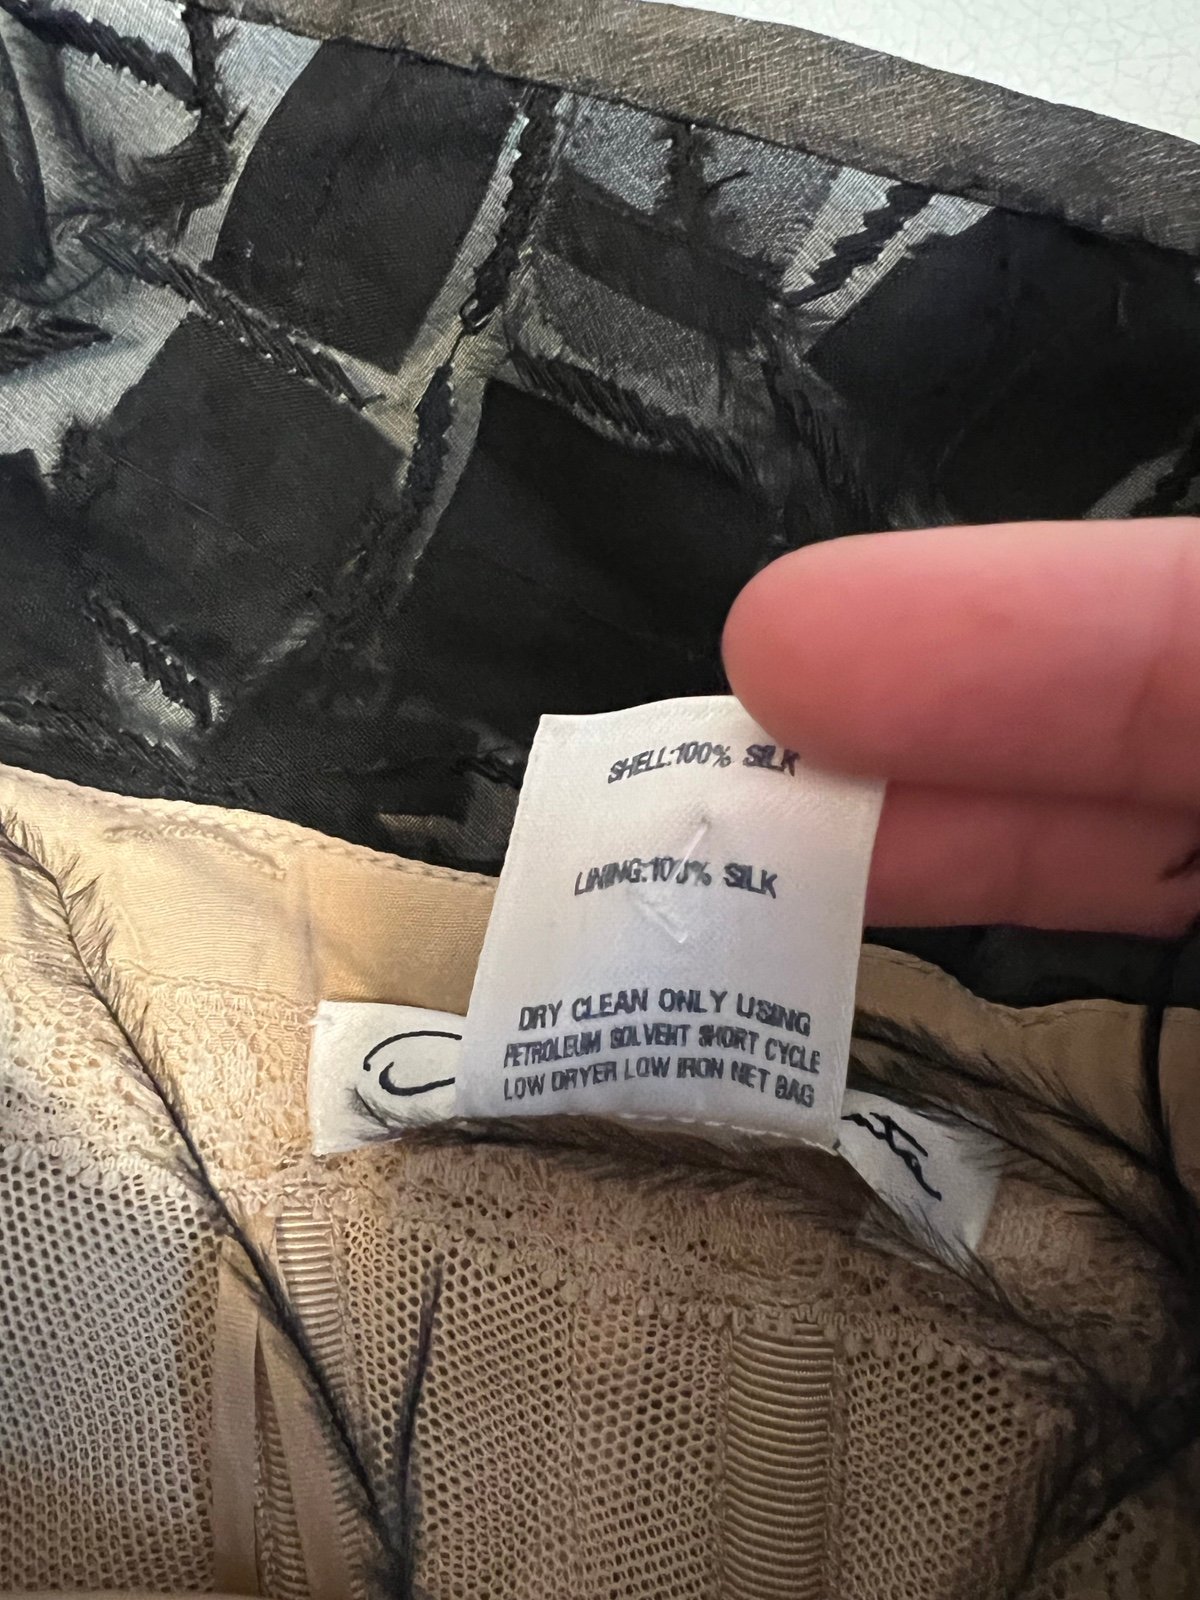 SHELL:100% SILK
LINING:100% SILK
DRY CLEAN ONLY USING
PETROLEUM SOLVENT SHORT CYCLE
LOW DRYER LOW IRON NET BAG